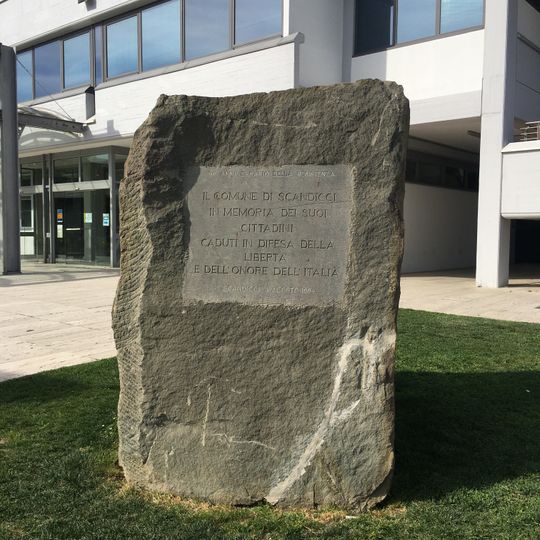 ANNIVERSARIO DELLA RESISTENZA
IL COMUNE DI SCANDICCI
IN MEMORIA DEI SUOI
CITTADINI
CADUTI IN DIFESA DELLA
LIBERTA
E DELL'ONORE DELL'ITALIA
SCANDICCI AGOSTO